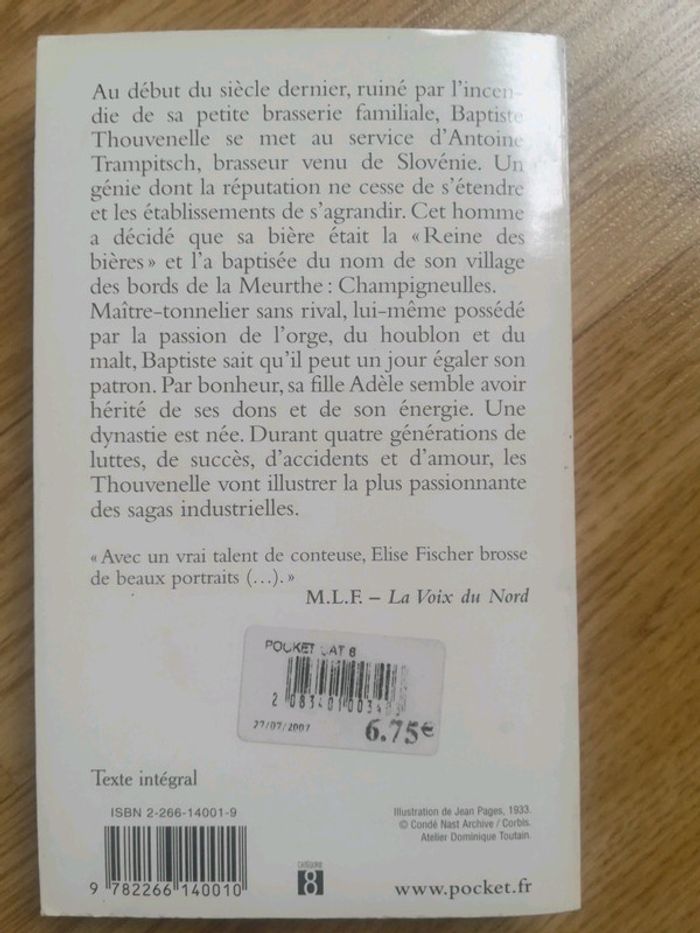 Au début du siècle dernier, ruiné par l'incen-
die de sa petite brasserie familiale, Baptiste
Thouvenelle se met au service d'Antoine
Trampitsch, brasseur venu de Slovénie. Un
génie dont la réputation ne cesse de s'étendre
et les établissements de s'agrandir. Cet homme
a décidé que sa bière était la « Reine des
bières » et l'a baptisée du nom de son village
des bords de la Meurthe : Champigneulles.
Maître-tonnelier sans rival, lui-même possédé
par la passion de l'orge, du houblon et du
malt, Baptiste sait qu'il peut un jour égaler son
patron. Par bonheur, sa fille Adèle semble avoir
hérité de ses dons et de son énergie. Une
dynastie est née. Durant quatre générations de
luttes, de succès, d'accidents et d'amour, les
Thouvenelle vont illustrer la plus passionnante
des sagas industrielles.
« Avec un vrai talent de conteuse, Elise Fischer brosse
de beaux portraits (…). »
M.L.F. – La Voix du Nord
POCKET CAT 8
2 083401 003
27/07/2007
6.75€
Texte intégral
ISBN 2-266-14001-9
9 782266 140010
CATÉGORIE
8
Illustration de Jean Pages, 1933.
© Condé Nast Archive / Corbis.
Atelier Dominique Toutain.
www.pocket.fr